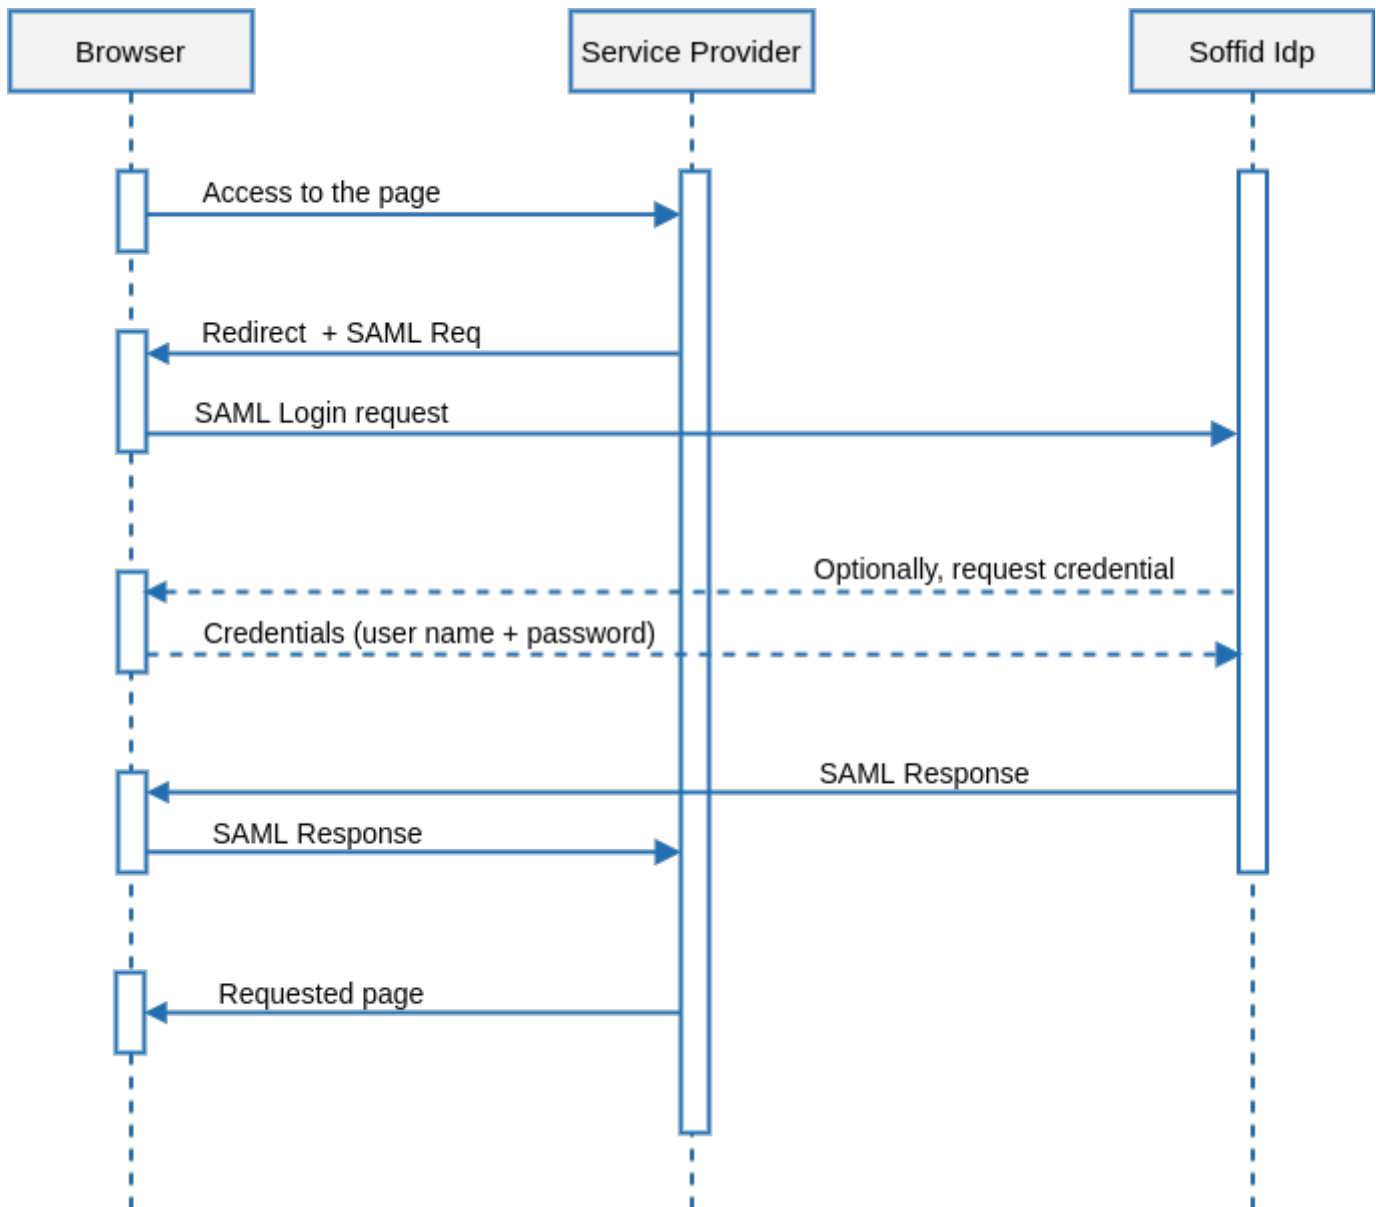 Browser
Service Provider
Soffid Idp
Access to the page
Redirect  + SAML Req
SAML Login request
Optionally, request credential
Credentials (user name + password)
SAML Response
SAML Response
Requested page